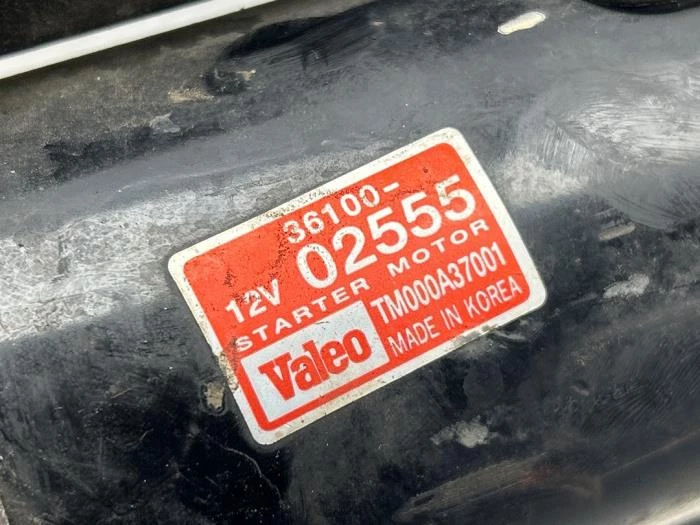 36100-
12V 02555
STARTER MOTOR
Valeo TM000A37001
MADE IN KOREA